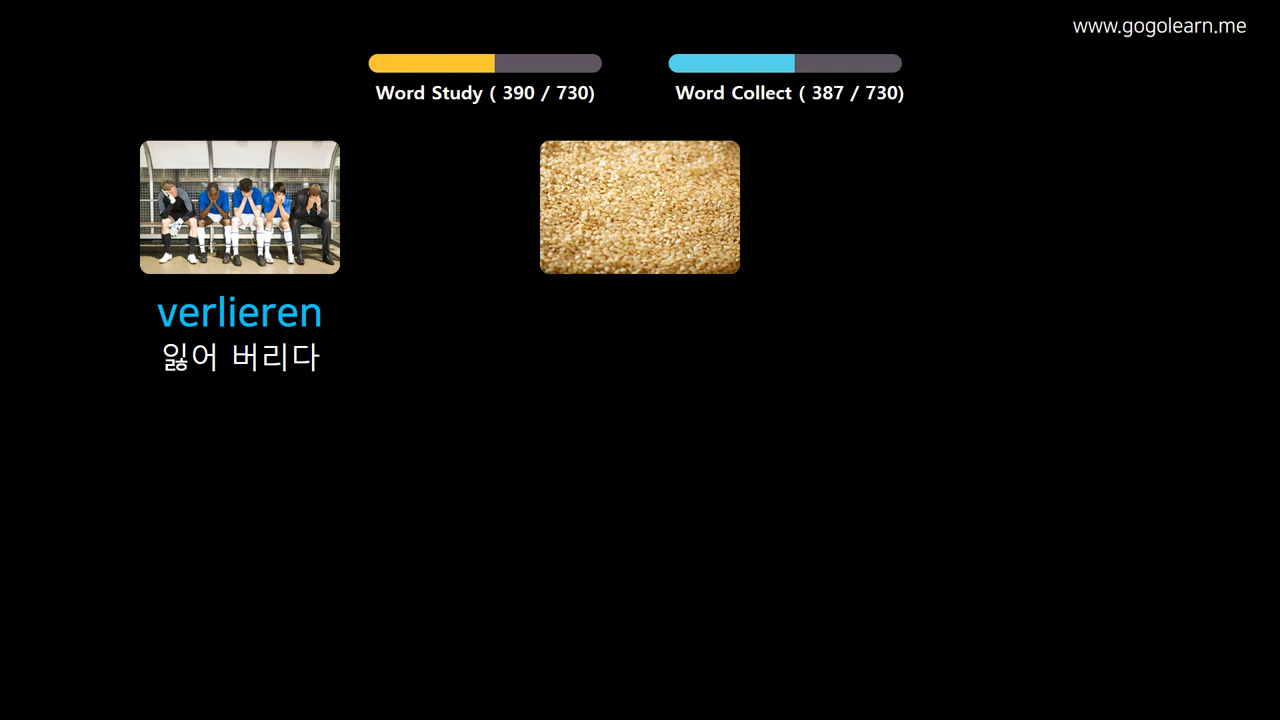 www.gogolearn.me
Word Study ( 390 / 730)
Word Collect ( 387 / 730)
verlieren
잃어 버리다